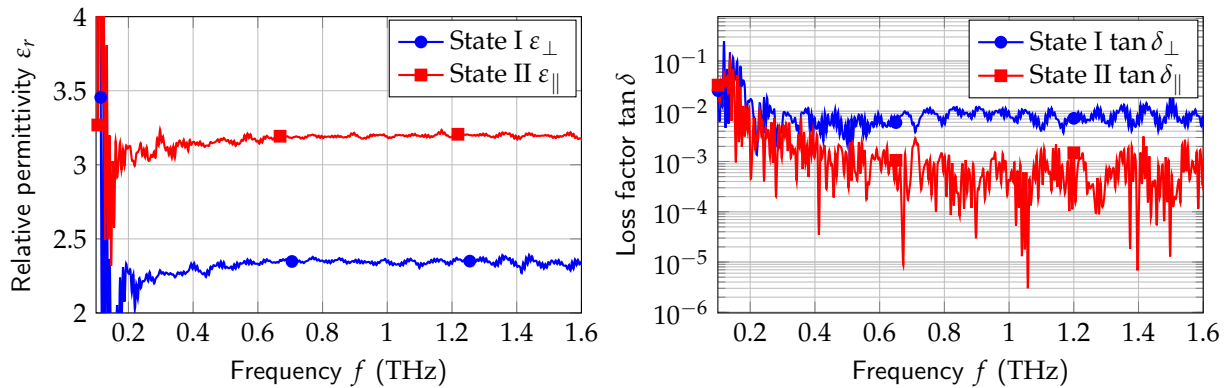 Relative permittivity εr
4
3.5
3
2.5
2
0.2 0.4 0.6 0.8 1 1.2 1.4 1.6
Frequency f (THz)
State I ε⊥
State II ε∥
Loss factor tan δ
10⁻¹
10⁻²
10⁻³
10⁻⁴
10⁻⁵
10⁻⁶
0.2 0.4 0.6 0.8 1 1.2 1.4 1.6
Frequency f (THz)
State I tan δ⊥
State II tan δ∥